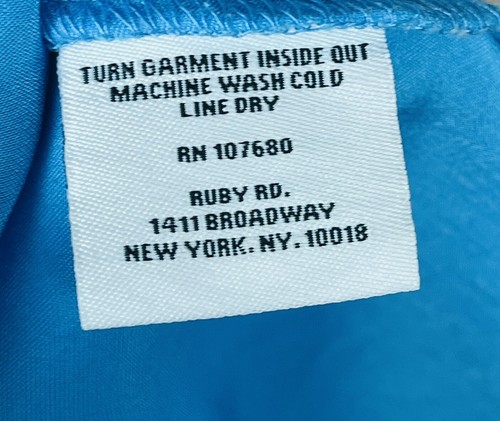 TURN GARMENT INSIDE OUT
MACHINE WASH COLD
LINE DRY
RN 107680
RUBY RD.
1411 BROADWAY
NEW YORK. NY. 10018